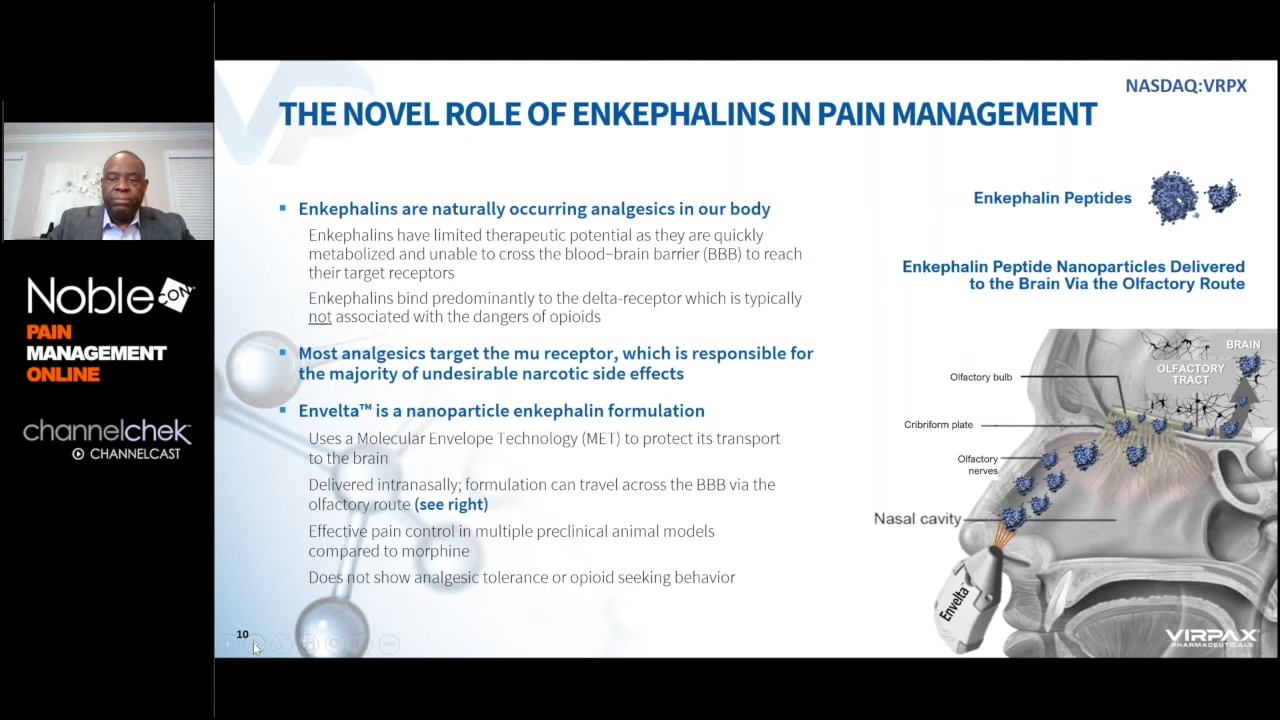 NASDAQ:VRPX
THE NOVEL ROLE OF ENKEPHALINS IN PAIN MANAGEMENT
Enkephalins are naturally occurring analgesics in our body
Enkephalins have limited therapeutic potential as they are quickly
metabolized and unable to cross the blood–brain barrier (BBB) to reach
their target receptors
Enkephalins bind predominantly to the delta-receptor which is typically
not associated with the dangers of opioids
Most analgesics target the mu receptor, which is responsible for
the majority of undesirable narcotic side effects
Envelta™ is a nanoparticle enkephalin formulation
Uses a Molecular Envelope Technology (MET) to protect its transport
to the brain
Delivered intranasally; formulation can travel across the BBB via the
olfactory route (see right)
Effective pain control in multiple preclinical animal models
compared to morphine
Does not show analgesic tolerance or opioid seeking behavior
10
Enkephalin Peptides
Enkephalin Peptide Nanoparticles Delivered
to the Brain Via the Olfactory Route
BRAIN
OLFACTORY
TRACT
Olfactory bulb
Cribriform plate
Olfactory
nerves
Nasal cavity
Envelta™
VIRPAX
PHARMACEUTICALS
VP
Noble
CON
PAIN
MANAGEMENT
ONLINE
channelchek
CHANNELCAST